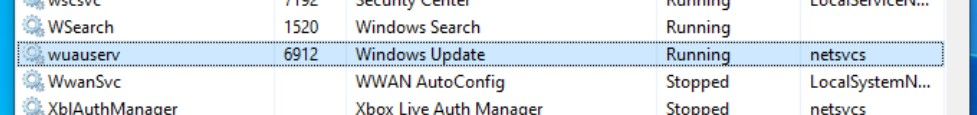 wscsvc 7192 Security Center Running LocalServiceN...
WSearch 1520 Windows Search Running
wuauserv 6912 Windows Update Running netsvcs
WwanSvc WWAN AutoConfig Stopped LocalSystemN...
XblAuthManager Xbox Live Auth Manager Stopped netsvcs